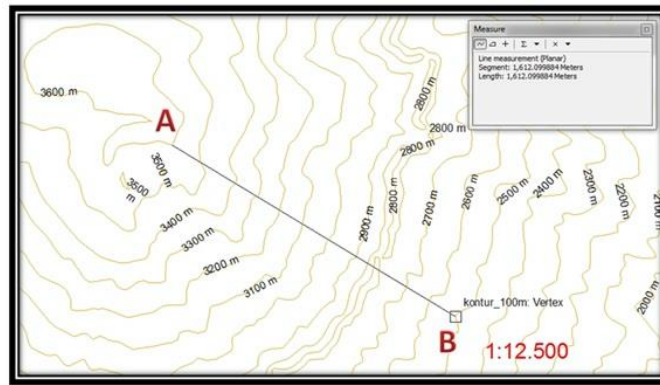 Measure
Line measurement (Planar)
Segment: 1,612.099884 Meters
Length: 1,612.099884 Meters
3600 m
A
3500 m
3500 m
3400 m
3300 m
3200 m
3100 m
2900 m
2800 m
2800 m
2800 m
2800 m
2700 m
2600 m
2500 m
2400 m
2300 m
2200 m
2100 m
2000 m
kontur_100m: Vertex
B
1:12.500